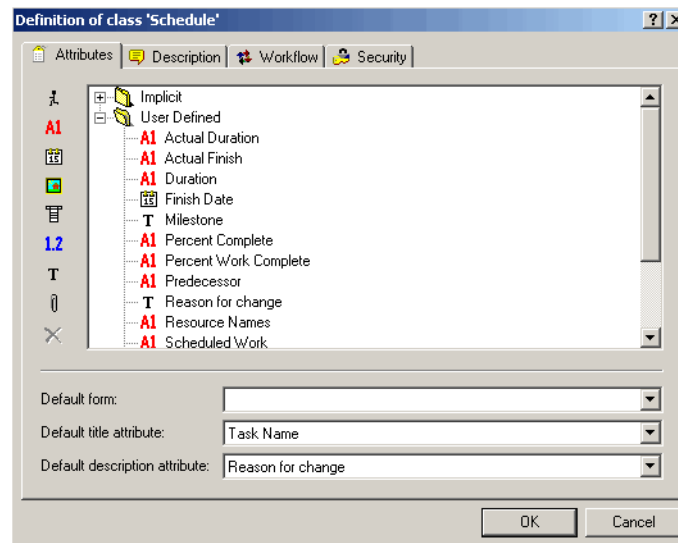 Definition of class 'Schedule'
Attributes Description Workflow Security
Implicit
User Defined
A1 Actual Duration
A1 Actual Finish
A1 Duration
15 Finish Date
T Milestone
A1 Percent Complete
A1 Percent Work Complete
A1 Predecessor
T Reason for change
A1 Resource Names
A1 Scheduled Work
A1
15
1.2
T
Default form:
Default title attribute: Task Name
Default description attribute: Reason for change
OK Cancel